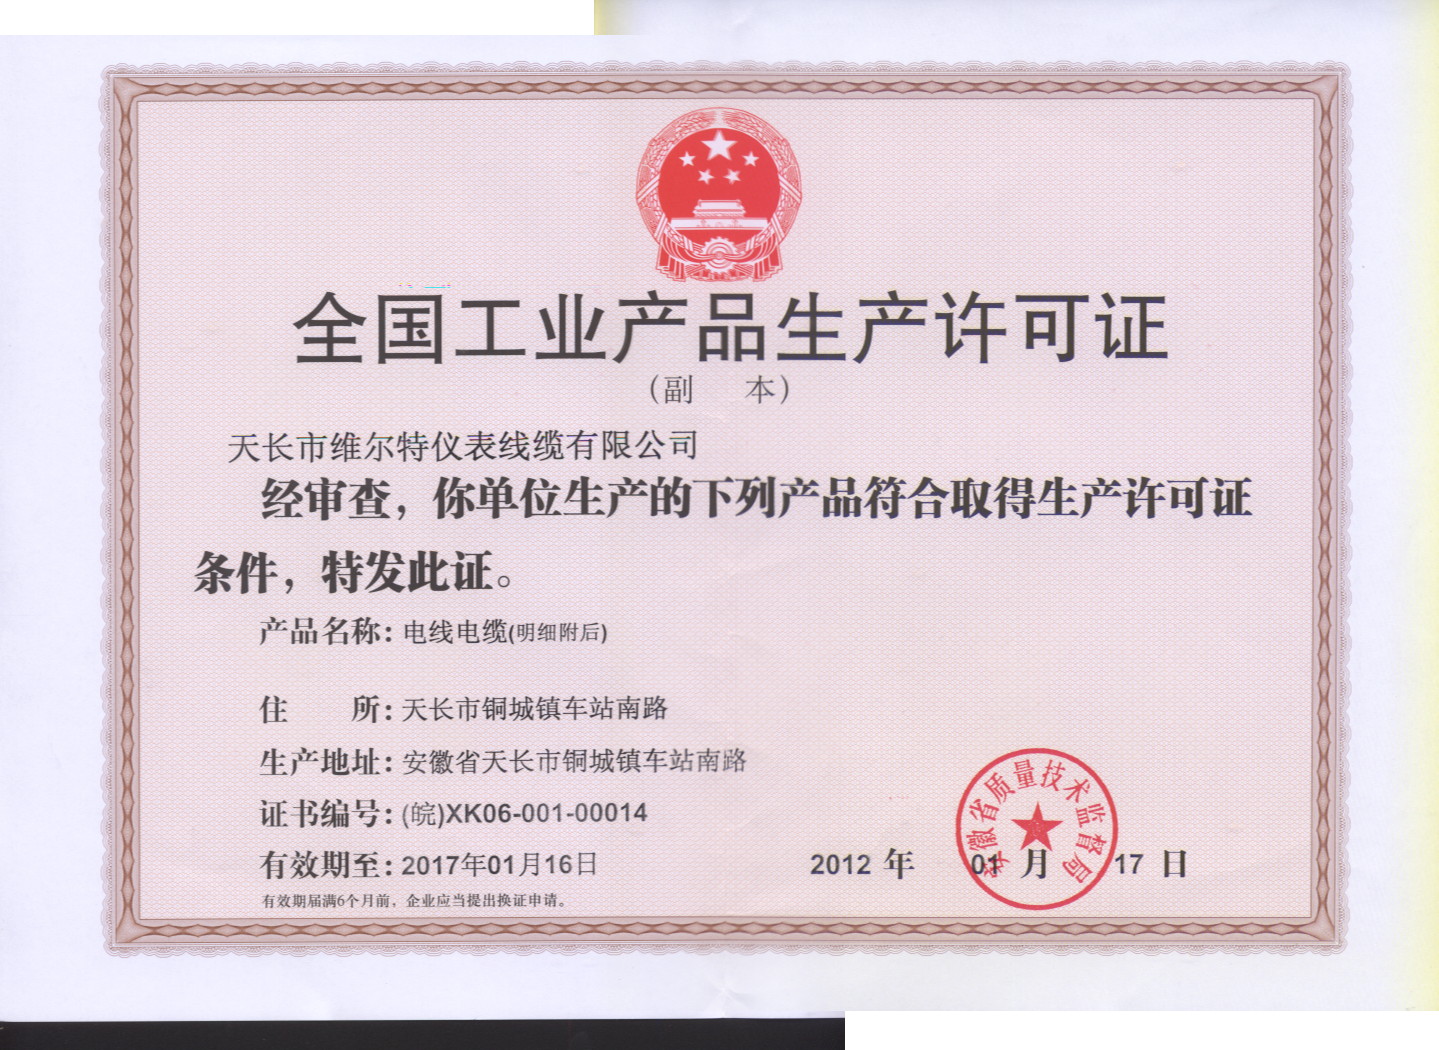 全国工业产品生产许可证
(副 本)
天长市维尔特仪表线缆有限公司
经审查，你单位生产的下列产品符合取得生产许可证
条件，特发此证。
产品名称：电线电缆(明细附后)
住 所：天长市铜城镇车站南路
生产地址：安徽省天长市铜城镇车站南路
证书编号：(皖)XK06-001-00014
有效期至：2017年01月16日
2012 年 01 月 17 日
安徽省质量技术监督局
有效期届满6个月前，企业应当提出换证申请。